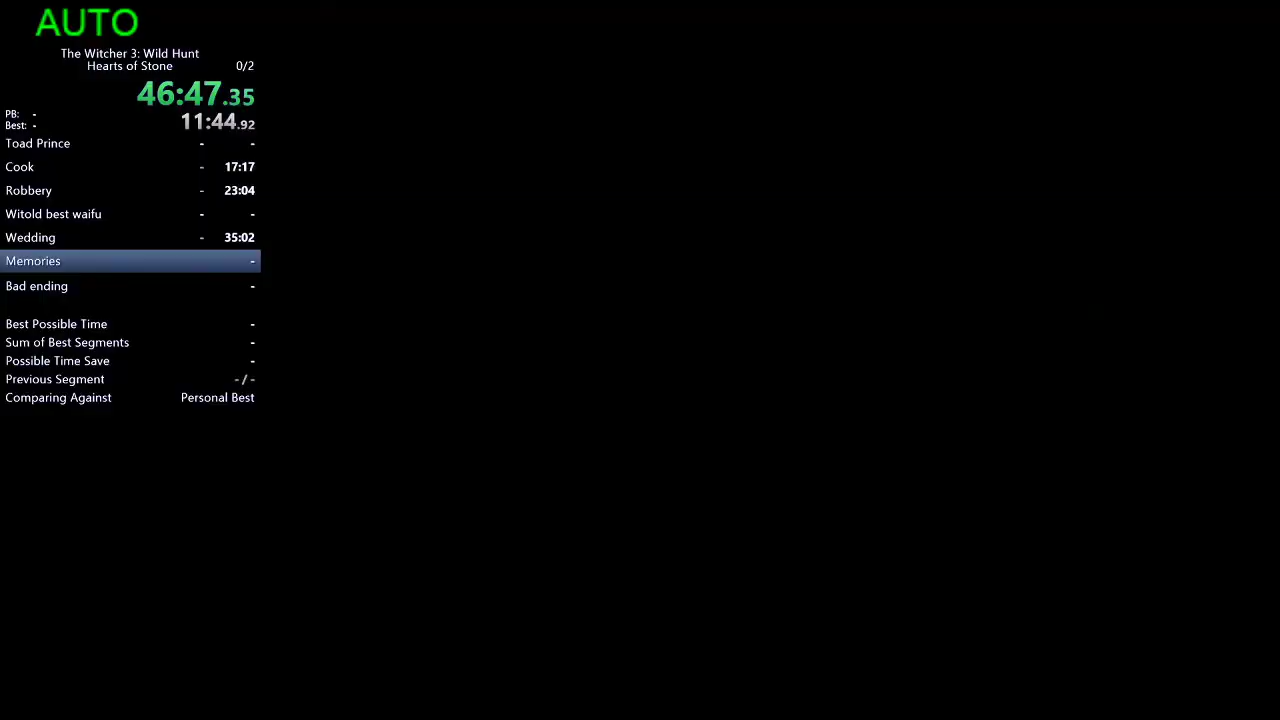 AUTO
The Witcher 3: Wild Hunt
Hearts of Stone 0/2
46:47.35
PB: -
Best: -
11:44.92
Toad Prince - -
Cook - 17:17
Robbery - 23:04
Witold best waifu - -
Wedding - 35:02
Memories -
Bad ending -
Best Possible Time -
Sum of Best Segments -
Possible Time Save -
Previous Segment - / -
Comparing Against Personal Best